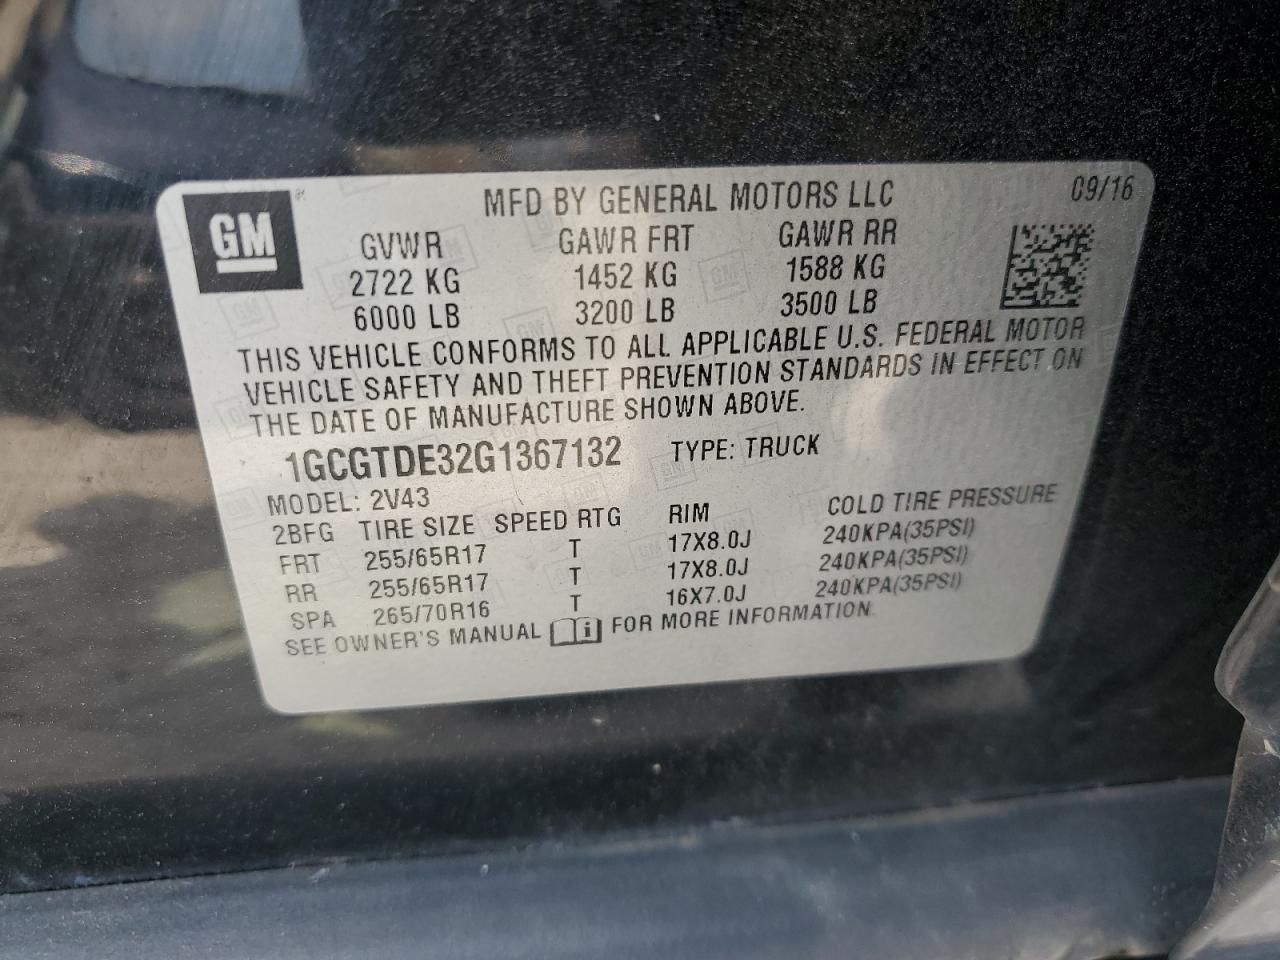 GM
MFD BY GENERAL MOTORS LLC 09/16
GVWR GAWR FRT GAWR RR
2722 KG 1452 KG 1588 KG
6000 LB 3200 LB 3500 LB
THIS VEHICLE CONFORMS TO ALL APPLICABLE U.S. FEDERAL MOTOR
VEHICLE SAFETY AND THEFT PREVENTION STANDARDS IN EFFECT ON
THE DATE OF MANUFACTURE SHOWN ABOVE.
1GCGTDE32G1367132 TYPE: TRUCK
MODEL: 2V43
2BFG TIRE SIZE SPEED RTG RIM COLD TIRE PRESSURE
FRT 255/65R17 T 17X8.0J 240KPA(35PSI)
RR 255/65R17 T 17X8.0J 240KPA(35PSI)
SPA 265/70R16 T 16X7.0J 240KPA(35PSI)
SEE OWNER'S MANUAL i FOR MORE INFORMATION.